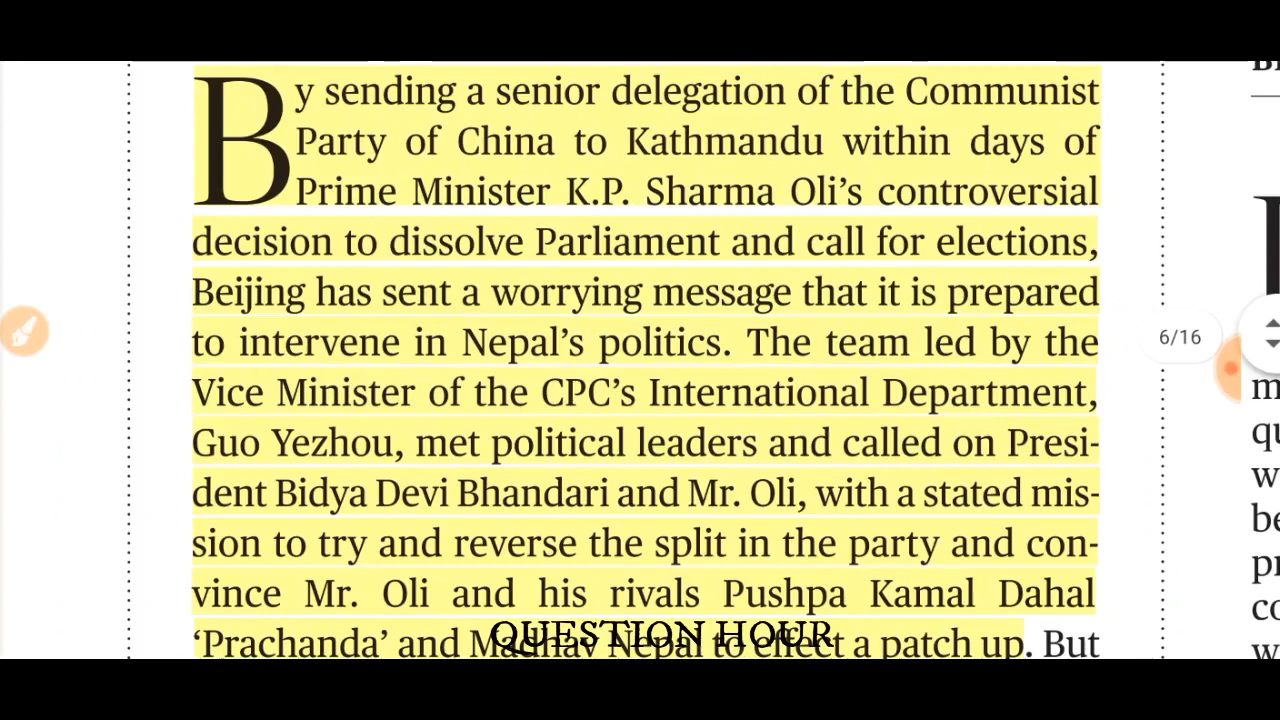 By sending a senior delegation of the Communist
Party of China to Kathmandu within days of
Prime Minister K.P. Sharma Oli's controversial
decision to dissolve Parliament and call for elections,
Beijing has sent a worrying message that it is prepared
to intervene in Nepal's politics. The team led by the
Vice Minister of the CPC's International Department,
Guo Yezhou, met political leaders and called on Presi-
dent Bidya Devi Bhandari and Mr. Oli, with a stated mis-
sion to try and reverse the split in the party and con-
vince Mr. Oli and his rivals Pushpa Kamal Dahal
‘Prachanda’ and Madhav Nepal to effect a patch up. But
QUESTION HOUR
6/16
m
qu
w
be
pr
co
w